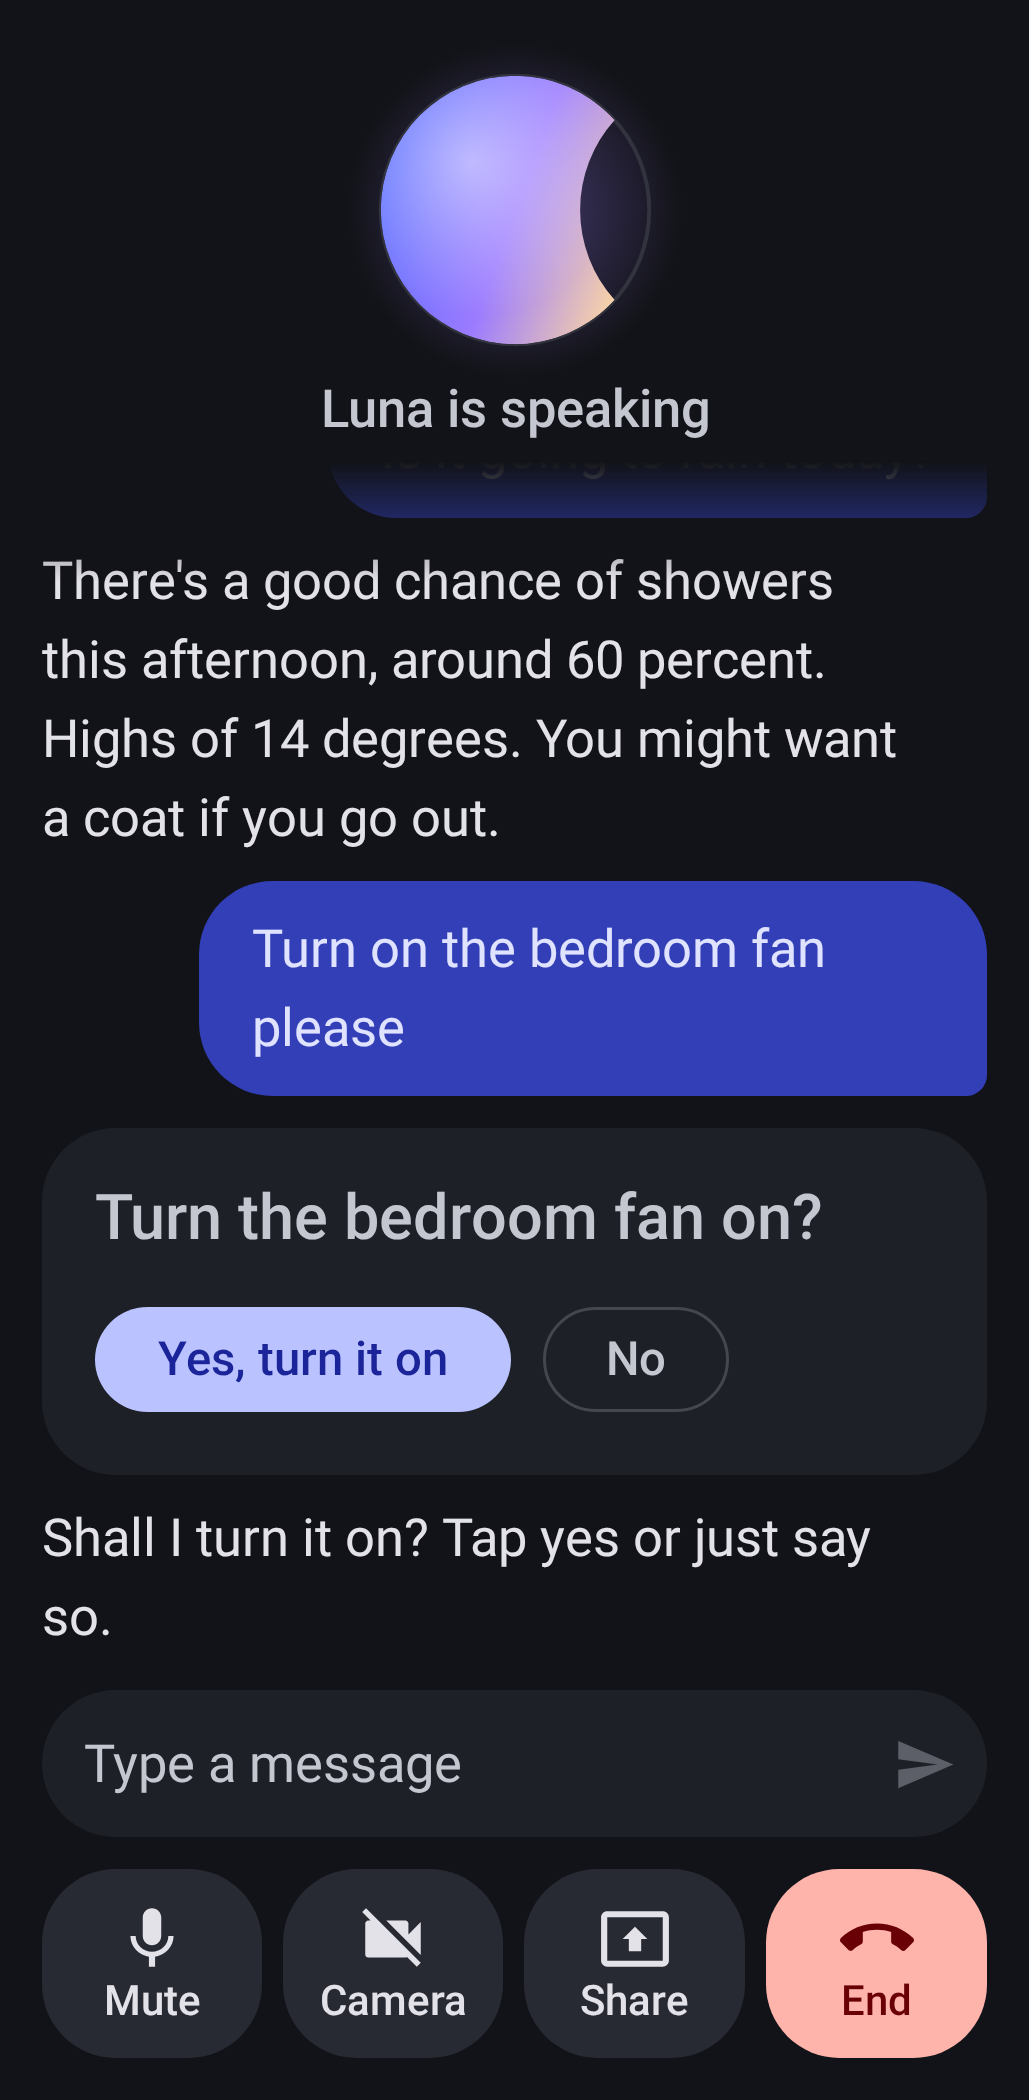 Luna is speaking
There's a good chance of showers
this afternoon, around 60 percent.
Highs of 14 degrees. You might want
a coat if you go out.
Turn on the bedroom fan
please
Turn the bedroom fan on?
Yes, turn it on
No
Shall I turn it on? Tap yes or just say
so.
Type a message
Mute
Camera
Share
End